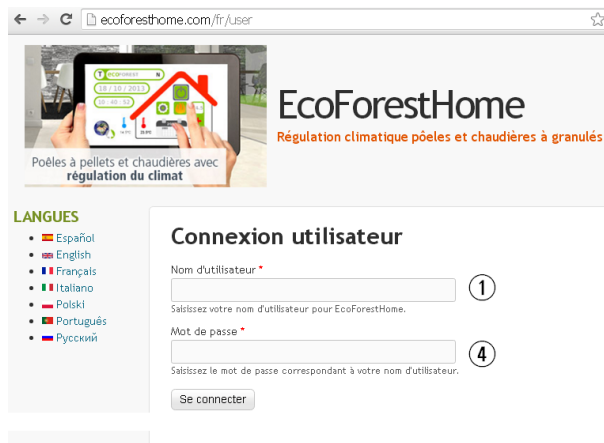 ecoforesthome.com/fr/user
T ecoforest N
18 / 10 / 2013
10 : 40 : 52
Poêles à pellets et chaudières avec
régulation du climat
EcoForestHome
Régulation climatique pôeles et chaudières à granulés
LANGUES
Español
English
Français
Italiano
Polski
Português
Русский
Connexion utilisateur
Nom d'utilisateur *
1
Saisissez votre nom d'utilisateur pour EcoForestHome.
Mot de passe *
4
Saisissez le mot de passe correspondant à votre nom d'utilisateur.
Se connecter